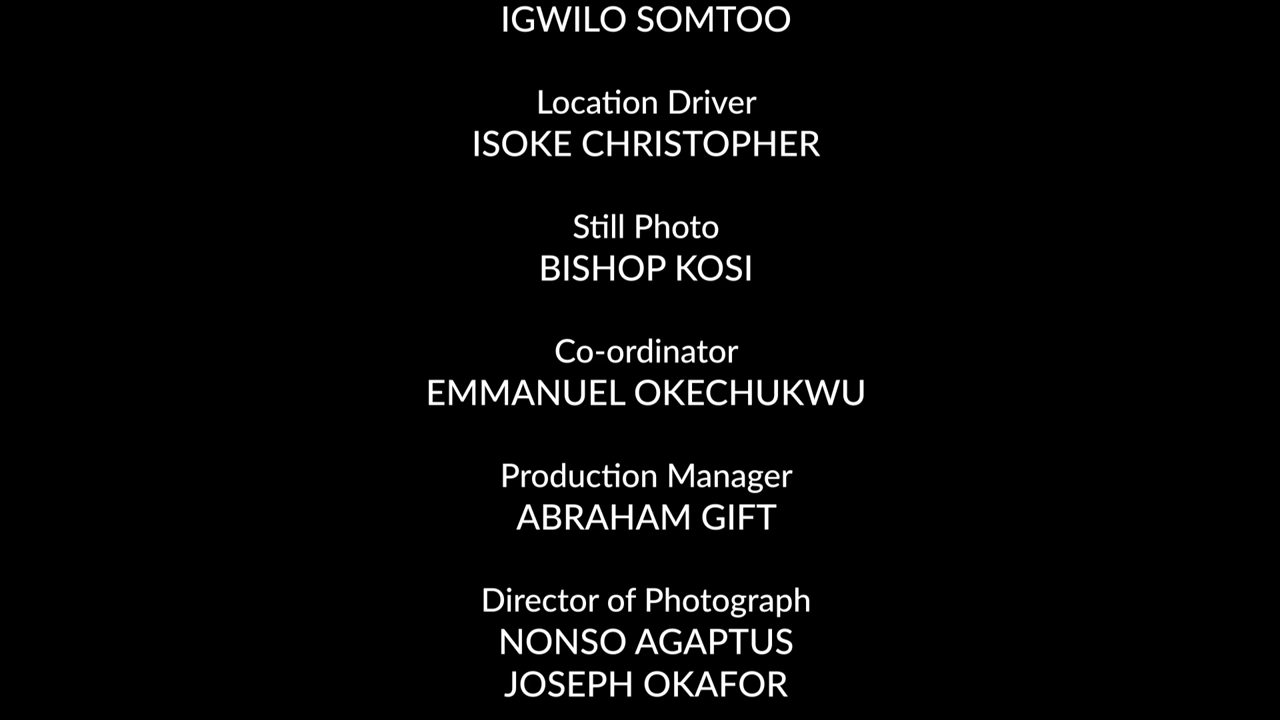 IGWILO SOMTOO
Location Driver
ISOKE CHRISTOPHER
Still Photo
BISHOP KOSI
Co-ordinator
EMMANUEL OKECHUKWU
Production Manager
ABRAHAM GIFT
Director of Photograph
NONSO AGAPTUS
JOSEPH OKAFOR